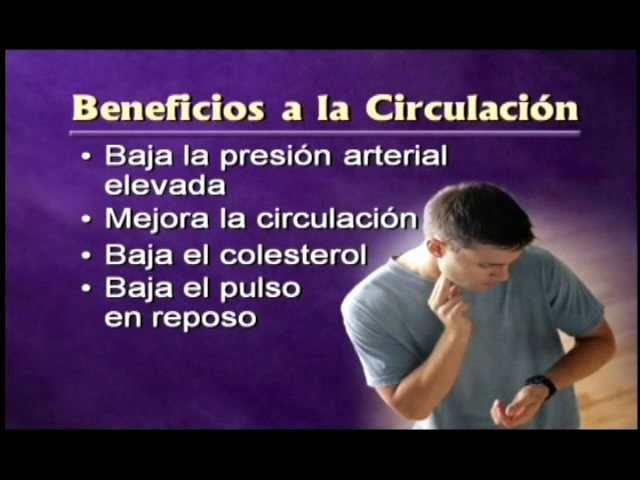 Beneficios a la Circulación
• Baja la presión arterial
elevada
• Mejora la circulación
• Baja el colesterol
• Baja el pulso
en reposo